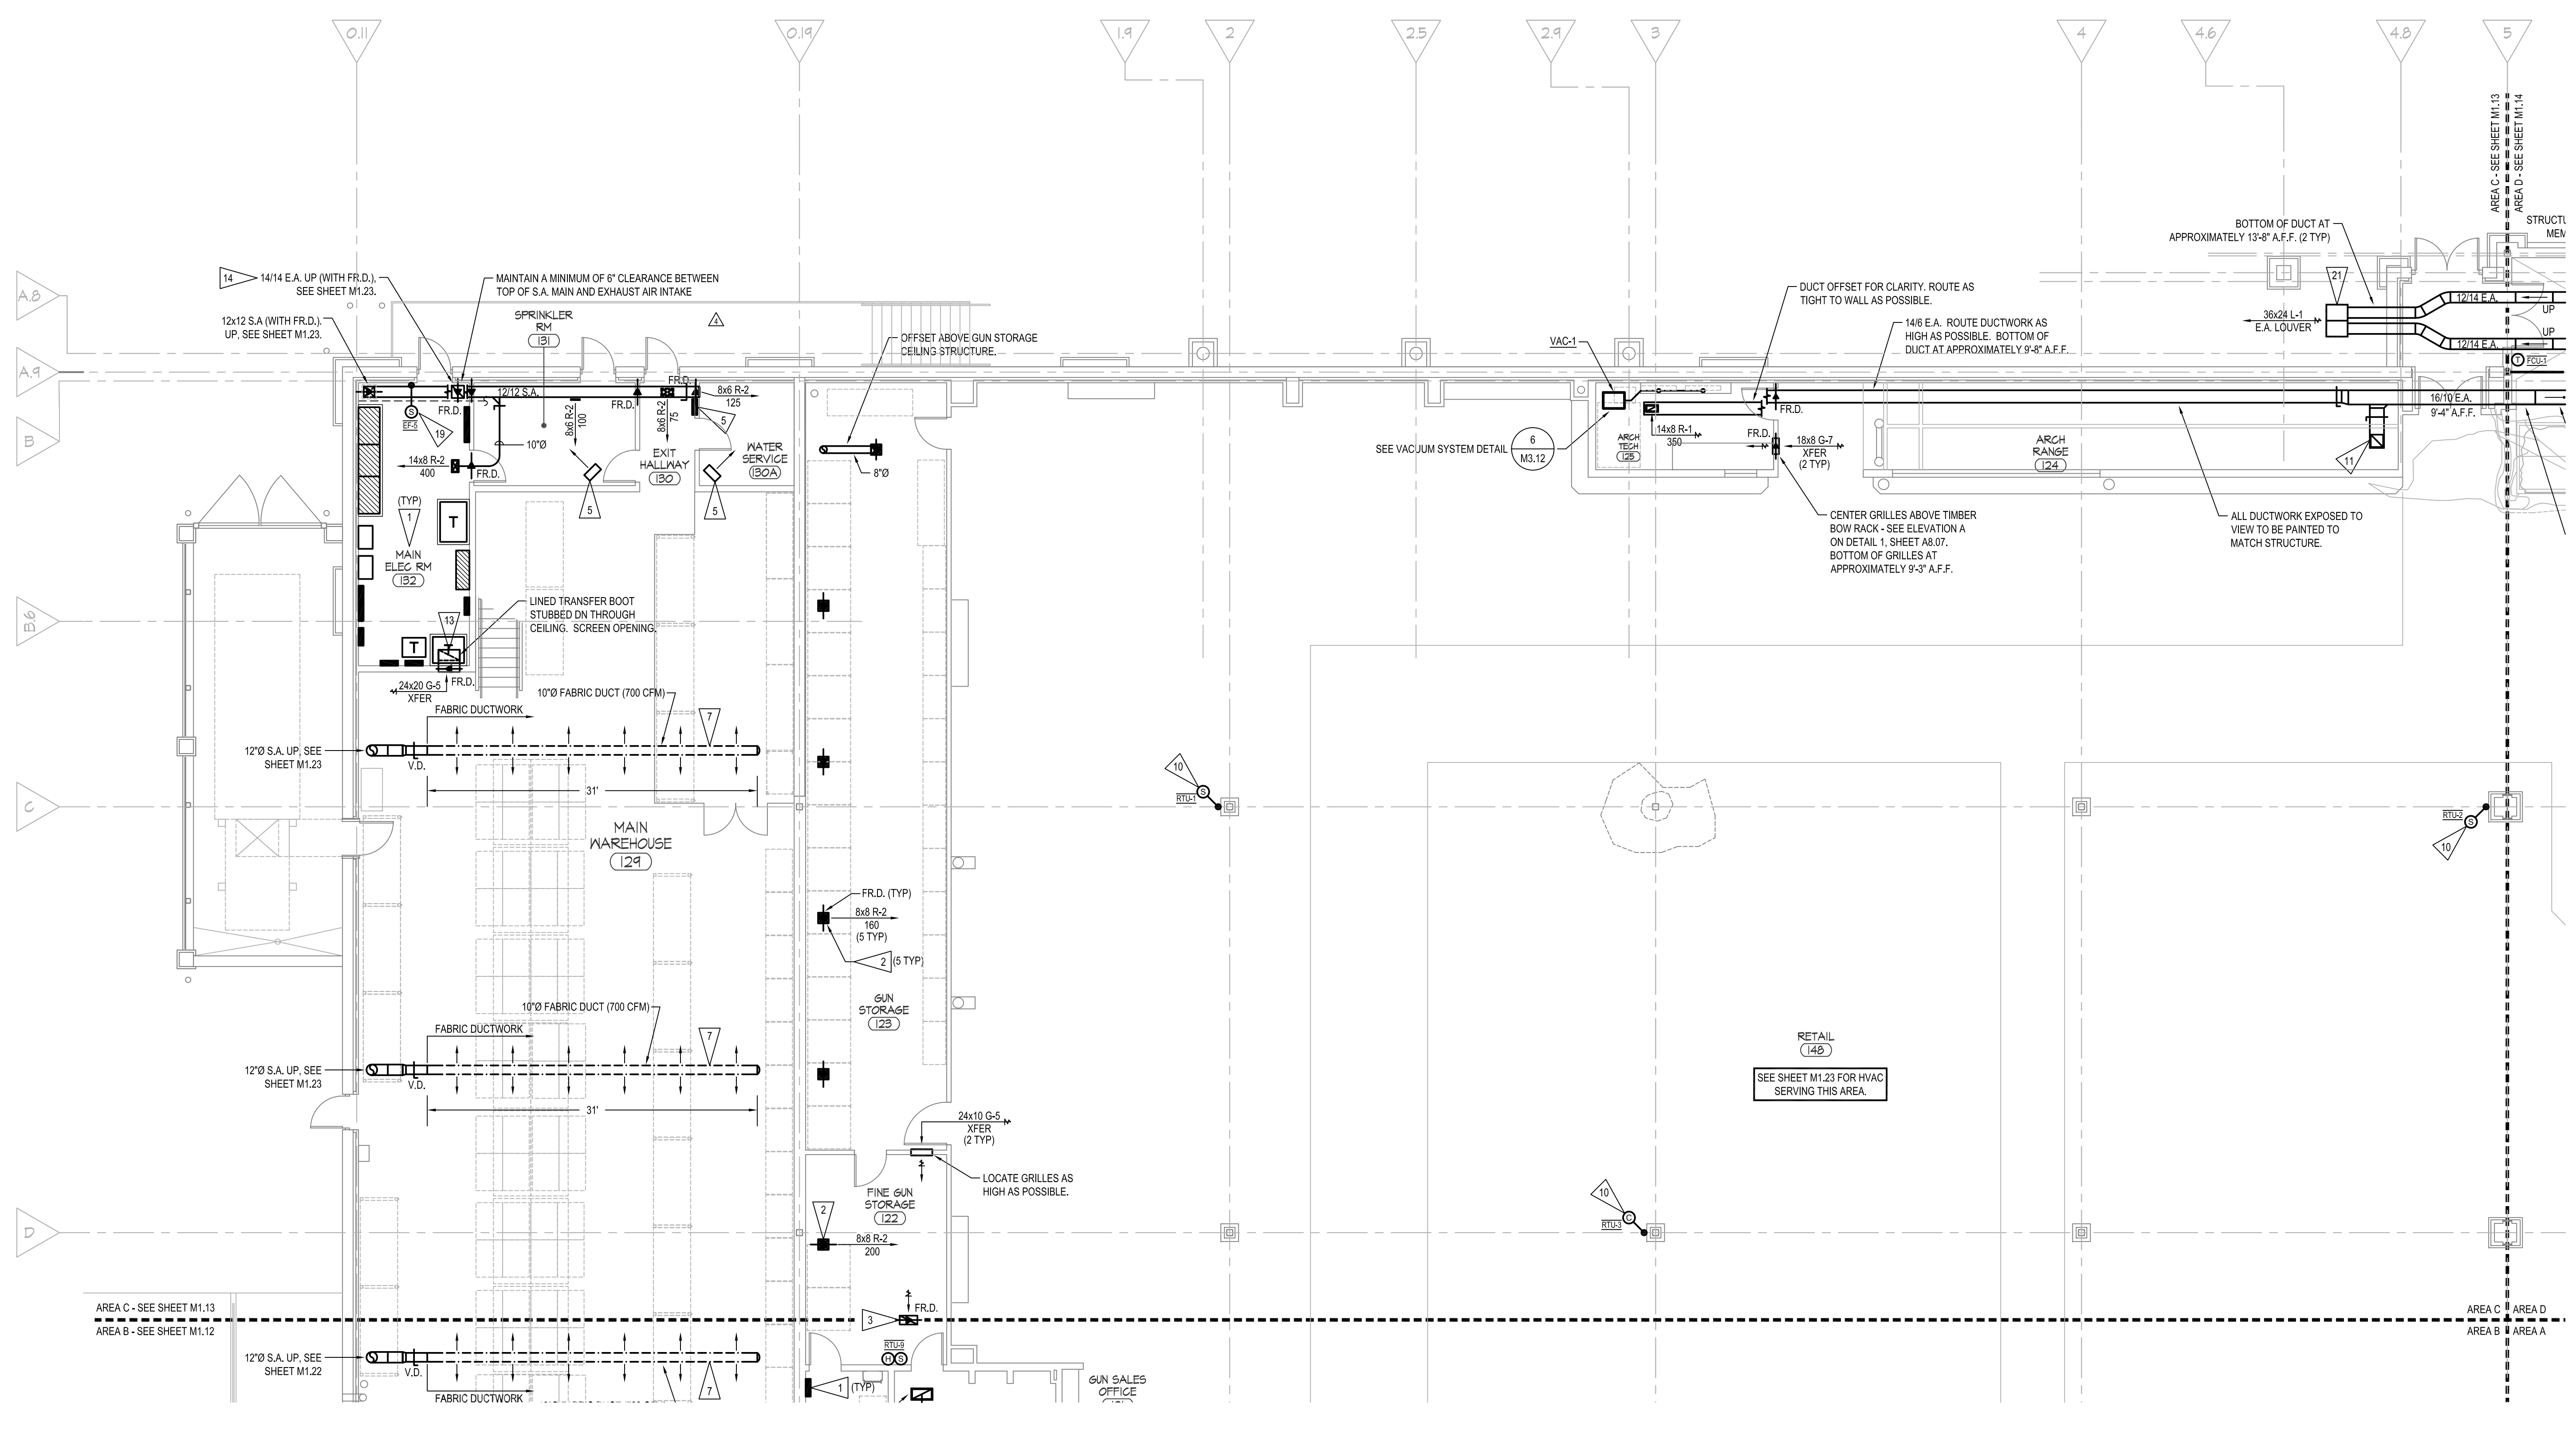 0.11
0.19
1.9
2
2.5
2.9
3
4
4.6
4.8
5
AREA C - SEE SHEET M1.13
AREA D - SEE SHEET M1.14
A.8
A.9
B
B.6
C
D
14
14/14 E.A. UP (WITH FR.D.),
SEE SHEET M1.23.
MAINTAIN A MINIMUM OF 6" CLEARANCE BETWEEN
TOP OF S.A. MAIN AND EXHAUST AIR INTAKE
12x12 S.A (WITH FR.D.).
UP, SEE SHEET M1.23.
SPRINKLER
RM
131
4
OFFSET ABOVE GUN STORAGE
CEILING STRUCTURE.
8"Ø
12/12 S.A.
FR.D.
8x6 R-2
125
FR.D.
FR.D.
8x6 R-2
100
8x6 R-2
75
S
EF-5
19
10"Ø
14x8 R-2
400
FR.D.
5
5
5
EXIT
HALLWAY
130
WATER
SERVICE
130A
(TYP)
1
T
MAIN
ELEC RM
132
LINED TRANSFER BOOT
STUBBED DN THROUGH
CEILING. SCREEN OPENING.
13
T
T
24x20 G-5
XFER
FR.D.
10"Ø FABRIC DUCT (700 CFM)
FABRIC DUCTWORK
7
12"Ø S.A. UP, SEE
SHEET M1.23
V.D.
31'
MAIN
WAREHOUSE
129
FR.D. (TYP)
8x8 R-2
160
(5 TYP)
2
(5 TYP)
GUN
STORAGE
123
10"Ø FABRIC DUCT (700 CFM)
FABRIC DUCTWORK
7
12"Ø S.A. UP, SEE
SHEET M1.23
V.D.
31'
24x10 G-5
XFER
(2 TYP)
LOCATE GRILLES AS
HIGH AS POSSIBLE.
FINE GUN
STORAGE
122
2
8x8 R-2
200
FR.D.
3
RTU-9
H
S
1
(TYP)
GUN SALES
OFFICE
AREA C - SEE SHEET M1.13
AREA B - SEE SHEET M1.12
12"Ø S.A. UP, SEE
SHEET M1.22
V.D.
7
FABRIC DUCTWORK
VAC-1
SEE VACUUM SYSTEM DETAIL
6
M3.12
ARCH
TECH
125
14x8 R-1
350
DUCT OFFSET FOR CLARITY. ROUTE AS
TIGHT TO WALL AS POSSIBLE.
14/6 E.A. ROUTE DUCTWORK AS
HIGH AS POSSIBLE. BOTTOM OF
DUCT AT APPROXIMATELY 9'-8" A.F.F.
FR.D.
FR.D.
18x8 G-7
XFER
(2 TYP)
CENTER GRILLES ABOVE TIMBER
BOW RACK - SEE ELEVATION A
ON DETAIL 1, SHEET A8.07.
BOTTOM OF GRILLES AT
APPROXIMATELY 9'-3" A.F.F.
ARCH
RANGE
124
11
ALL DUCTWORK EXPOSED TO
VIEW TO BE PAINTED TO
MATCH STRUCTURE.
BOTTOM OF DUCT AT
APPROXIMATELY 13'-8" A.F.F. (2 TYP)
21
36x24 L-1
E.A. LOUVER
12/14 E.A.
UP
UP
12/14 E.A.
T
FCU-1
16/10 E.A.
9'-4" A.F.F.
STRUCTU
MEM
10
S
RTU-1
RTU-2
S
10
10
C
RTU-3
RETAIL
148
SEE SHEET M1.23 FOR HVAC
SERVING THIS AREA.
AREA C
AREA D
AREA B
AREA A